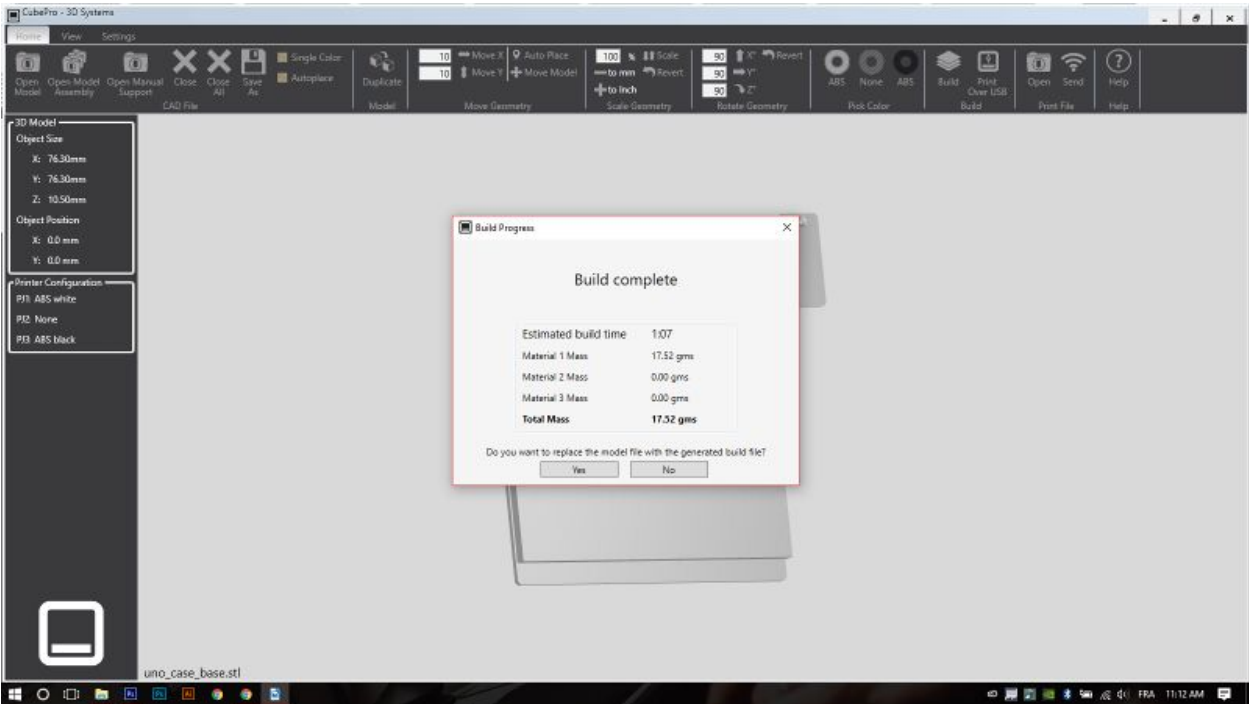 CubePro - 3D Systems
Home View Settings
Open Model
Open Model Assembly
Open Manual Support
Close
Close All
Save As
Single Color
Autoplace
CAD File
Duplicate
Model
10 Move X
10 Move Y
Auto Place
Move Model
Move Geometry
100 % Scale
to mm Revert
to Inch
Scale Geometry
90 X° Revert
90 Y°
90 Z°
Rotate Geometry
ABS None ABS
Pick Color
Build
Print Over USB
Build
Open Send
Print File
Help
Help
3D Model
Object Size
X: 76.30mm
Y: 76.30mm
Z: 10.50mm
Object Position
X: 0.0 mm
Y: 0.0 mm
Printer Configuration
PJ1: ABS white
PJ2: None
PJ3: ABS black
Build Progress
Build complete
Estimated build time 1:07
Material 1 Mass 17.52 gms
Material 2 Mass 0.00 gms
Material 3 Mass 0.00 gms
Total Mass 17.52 gms
Do you want to replace the model file with the generated build file?
Yes No
uno_case_base.stl
Ps Ai
FRA 11:12 AM